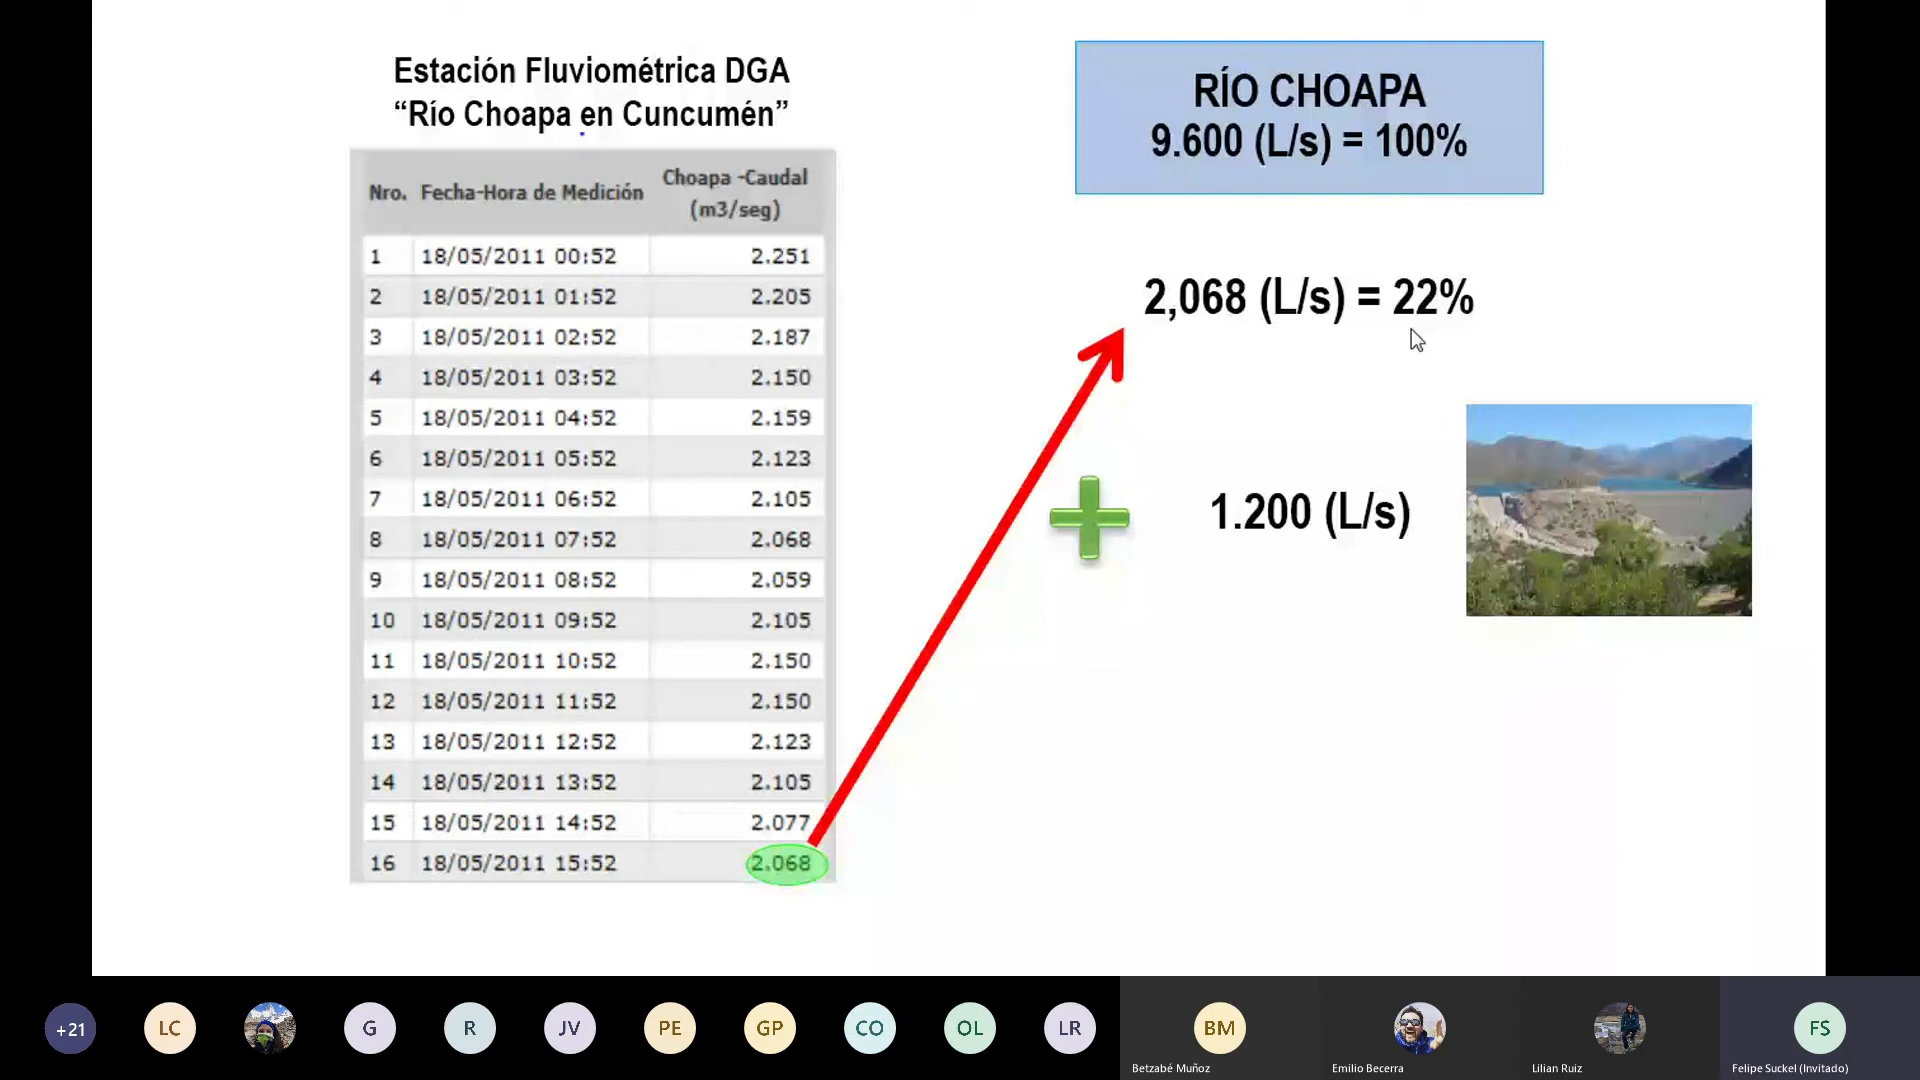 Estación Fluviométrica DGA
“Río Choapa en Cuncumén”
Nro. Fecha-Hora de Medición Choapa -Caudal (m3/seg)
1 18/05/2011 00:52 2.251
2 18/05/2011 01:52 2.205
3 18/05/2011 02:52 2.187
4 18/05/2011 03:52 2.150
5 18/05/2011 04:52 2.159
6 18/05/2011 05:52 2.123
7 18/05/2011 06:52 2.105
8 18/05/2011 07:52 2.068
9 18/05/2011 08:52 2.059
10 18/05/2011 09:52 2.105
11 18/05/2011 10:52 2.150
12 18/05/2011 11:52 2.150
13 18/05/2011 12:52 2.123
14 18/05/2011 13:52 2.105
15 18/05/2011 14:52 2.077
16 18/05/2011 15:52 2.068
RÍO CHOAPA
9.600 (L/s) = 100%
2,068 (L/s) = 22%
1.200 (L/s)
+21 LC G R JV PE GP CO OL LR BM FS
Betzabé Muñoz Emilio Becerra Lilian Ruiz Felipe Suckel (Invitado)